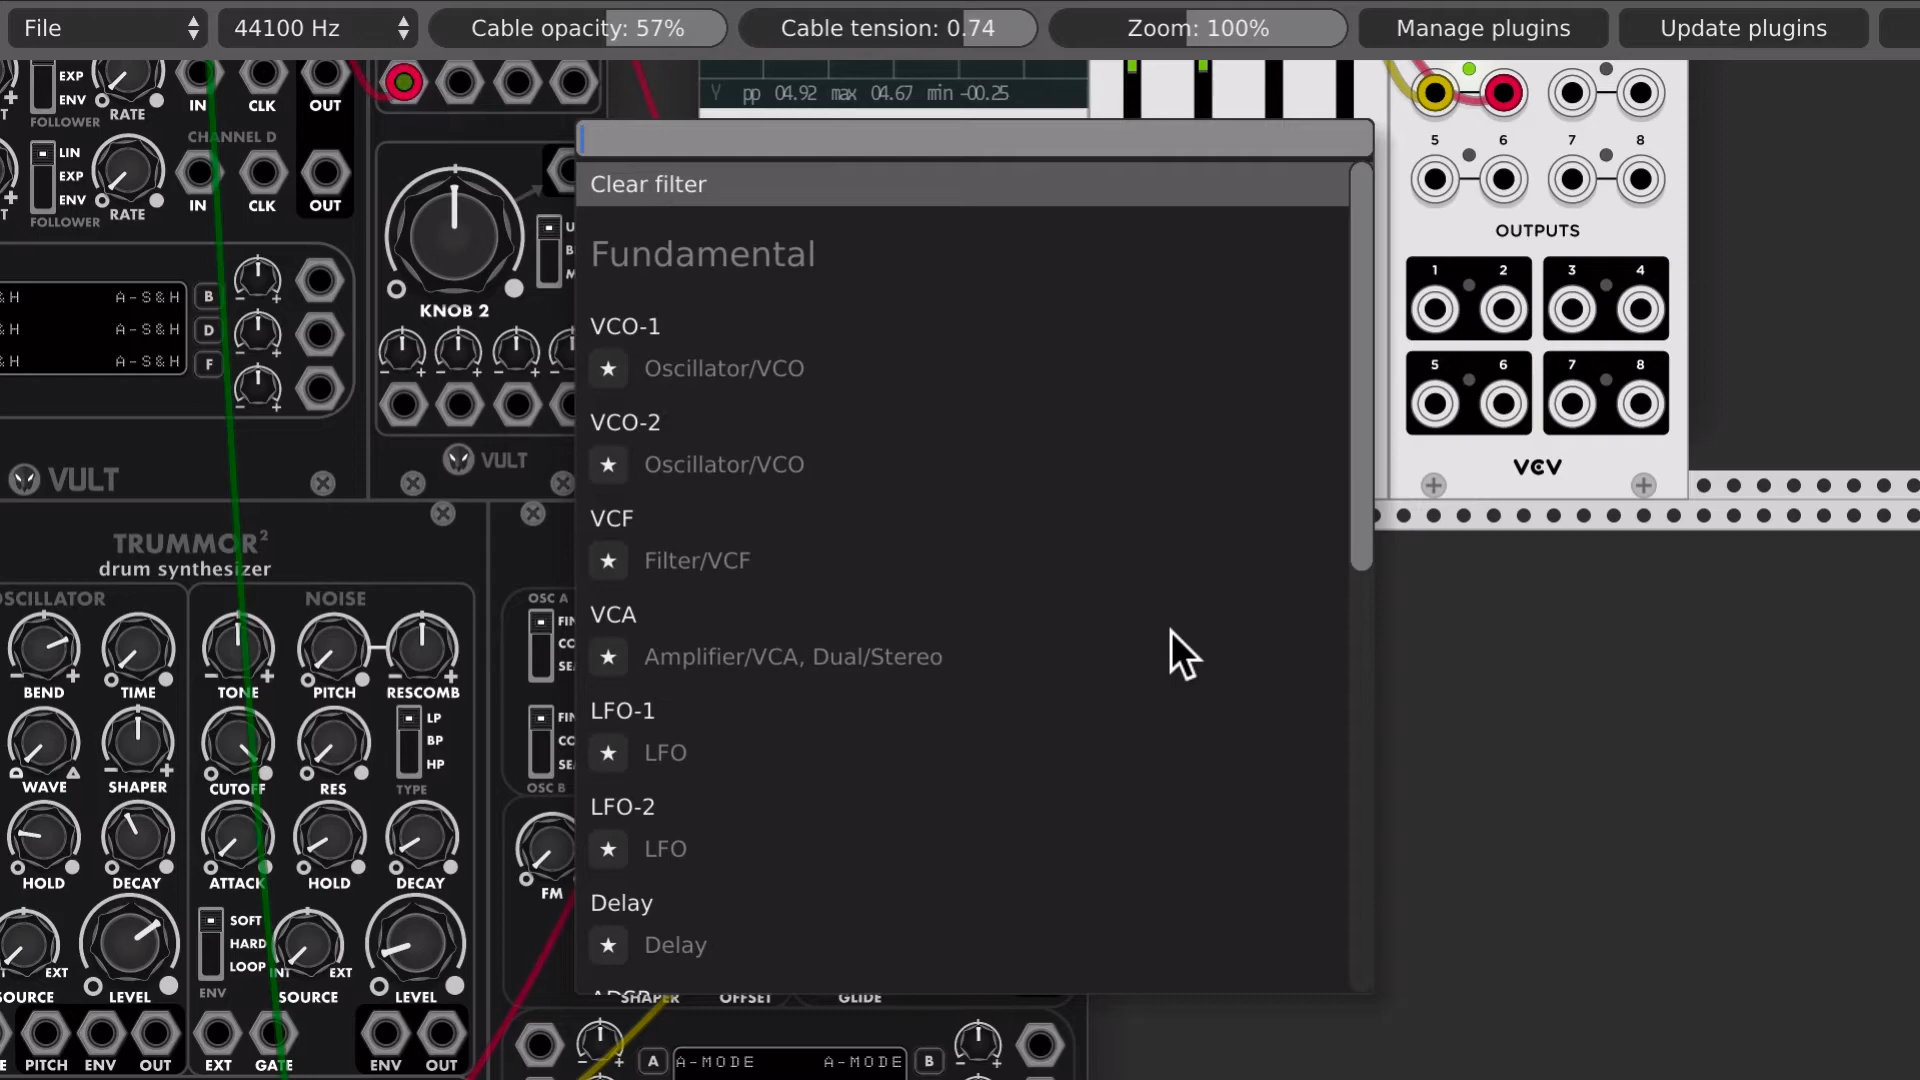 File
44100 Hz
Cable opacity: 57%
Cable tension: 0.74
Zoom: 100%
Manage plugins
Update plugins
EXP
ENV
FOLLOWER
RATE
IN
CLK
OUT
CHANNEL D
LIN
EXP
ENV
FOLLOWER
RATE
IN
CLK
OUT
A-S&H
B
A-S&H
D
A-S&H
F
VULT
KNOB 2
VULT
Y pp 04.92 max 04.67 min -00.25
Clear filter
Fundamental
VCO-1
Oscillator/VCO
VCO-2
Oscillator/VCO
VCF
Filter/VCF
VCA
Amplifier/VCA, Dual/Stereo
LFO-1
LFO
LFO-2
LFO
Delay
Delay
5 6 7 8
OUTPUTS
1 2 3 4
5 6 7 8
VCV
TRUMMOR²
drum synthesizer
NOISE
BEND
TIME
TONE
PITCH
RESCOMB
WAVE
SHAPER
CUTOFF
RES
LP
BP
HP
TYPE
HOLD
DECAY
ATTACK
HOLD
DECAY
EXT
LEVEL
SOFT
HARD
LOOP
ENV
INT
EXT
SOURCE
LEVEL
PITCH
ENV
OUT
EXT
GATE
ENV
OUT
OSC A
OSC B
FM
SHAPER
OFFSET
GLIDE
A
A-MODE
A-MODE
B